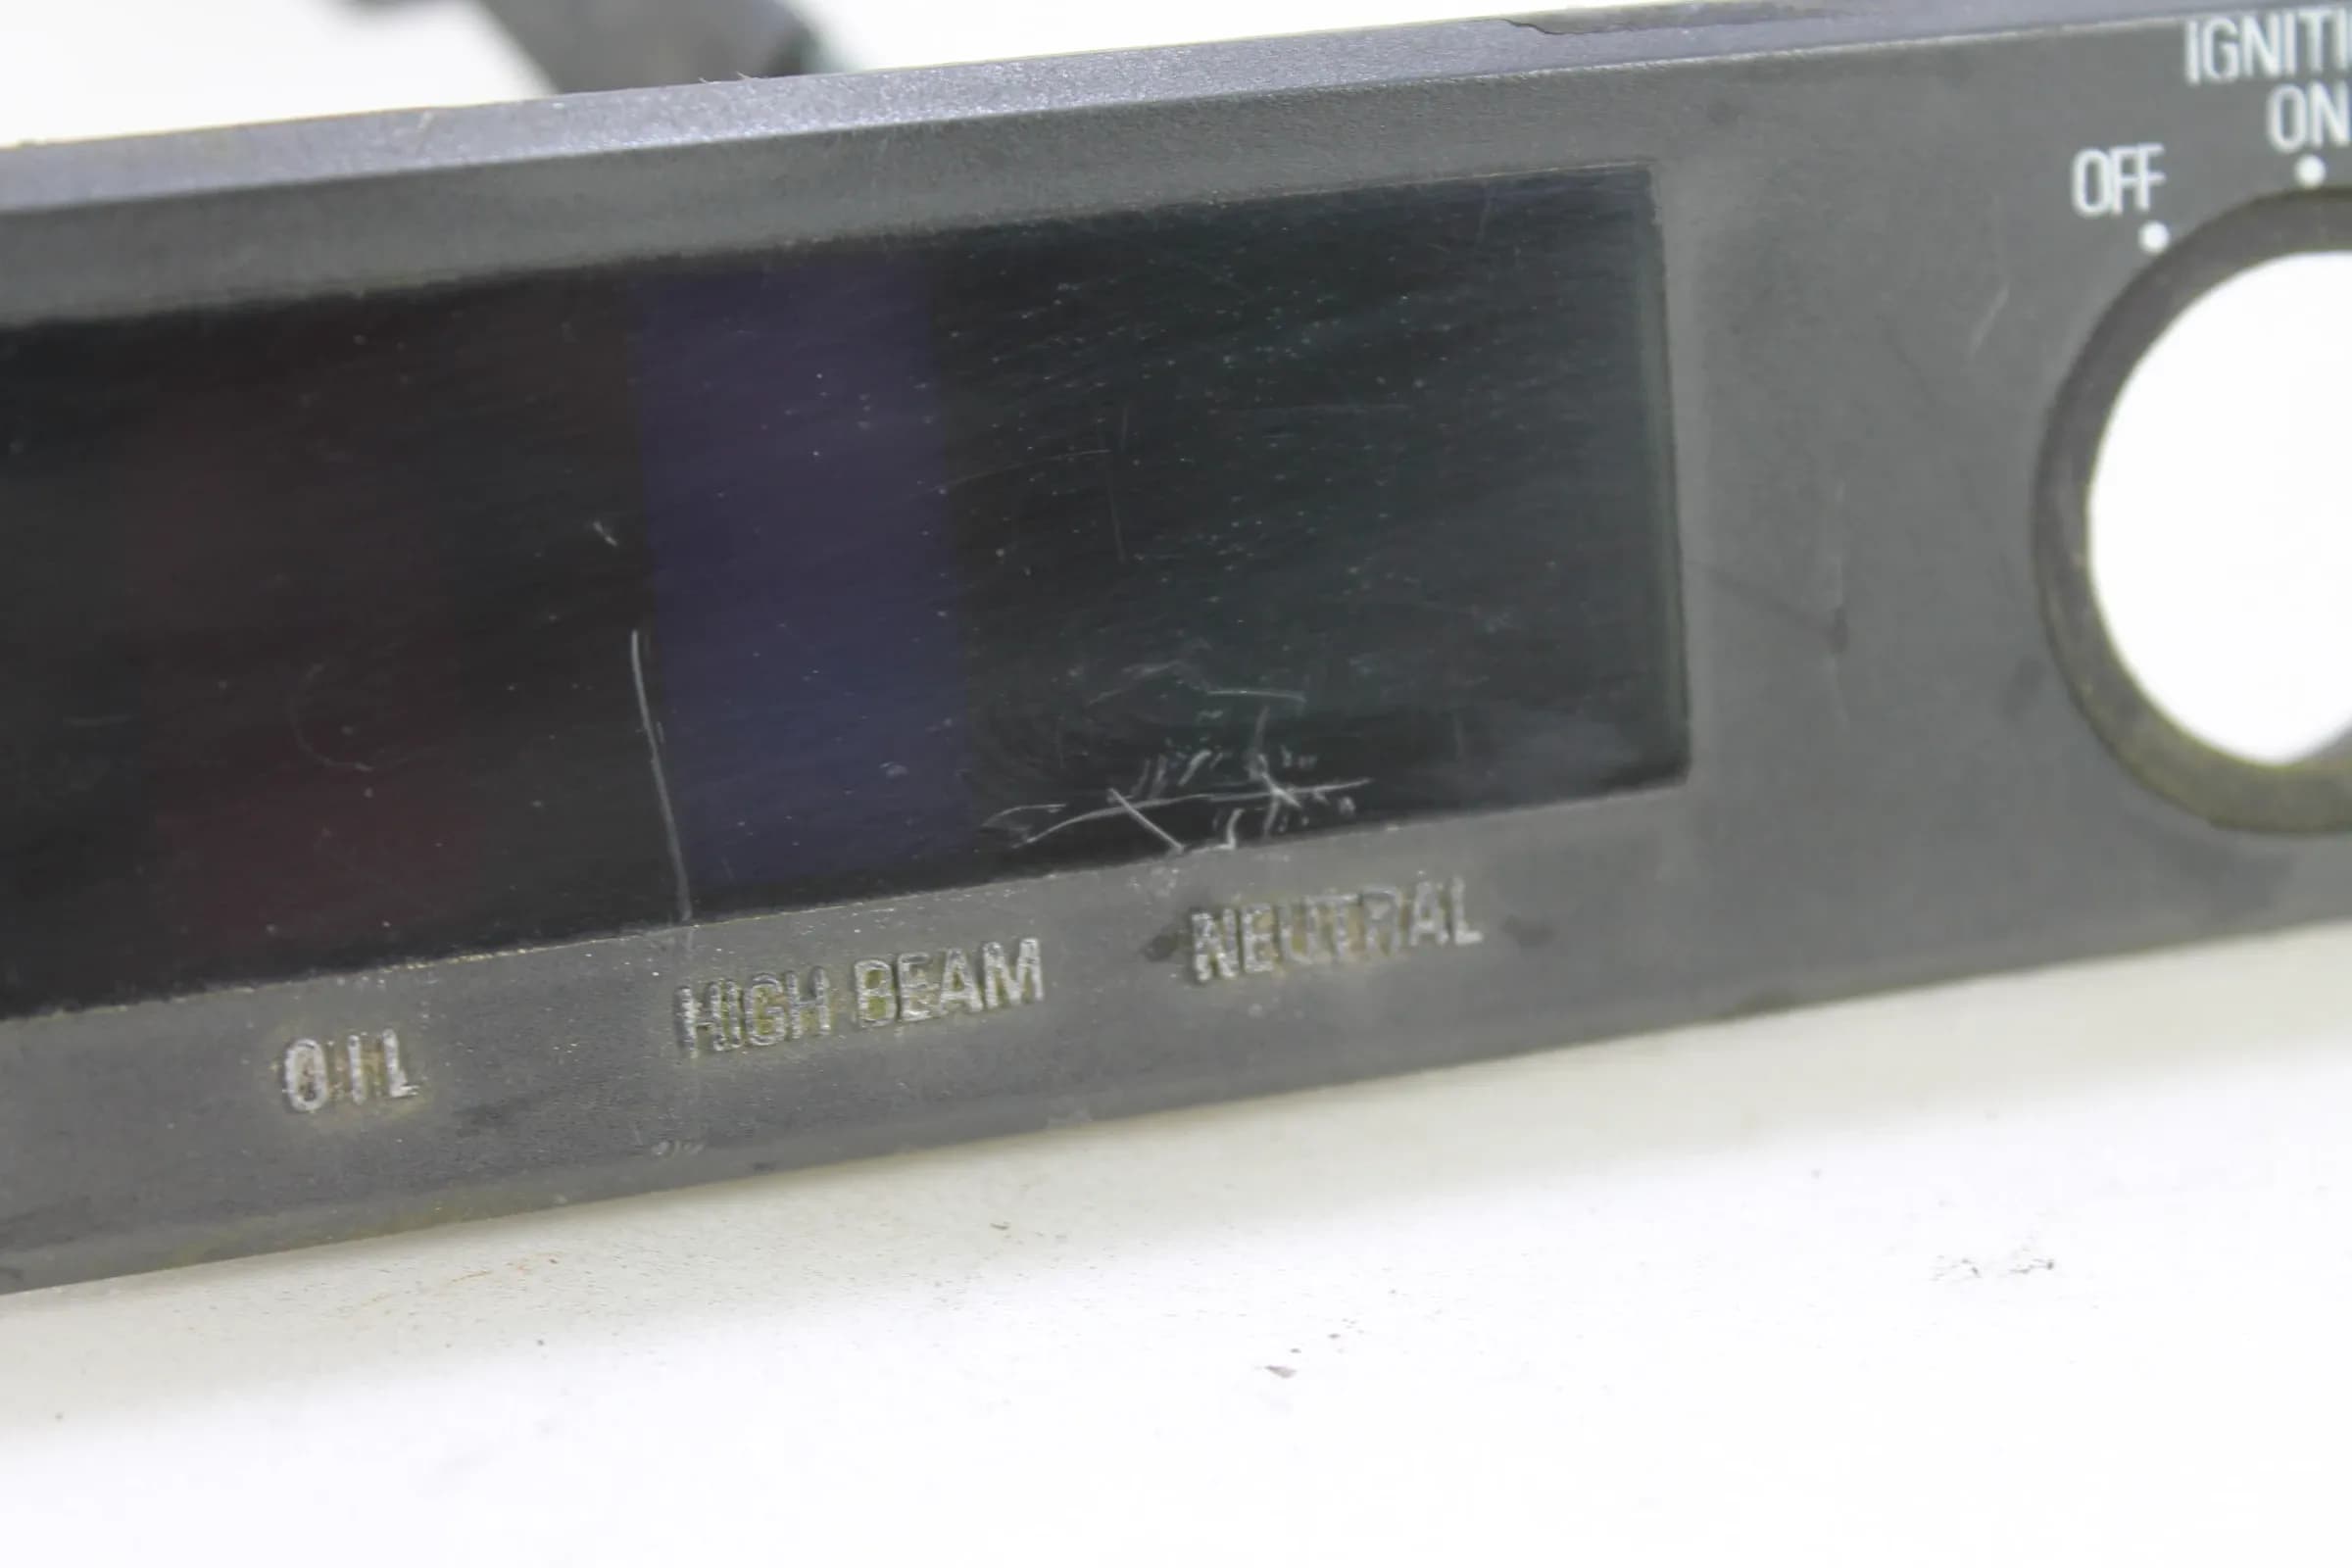 IGNITI
ON
OFF
OIL HIGH BEAM NEUTRAL